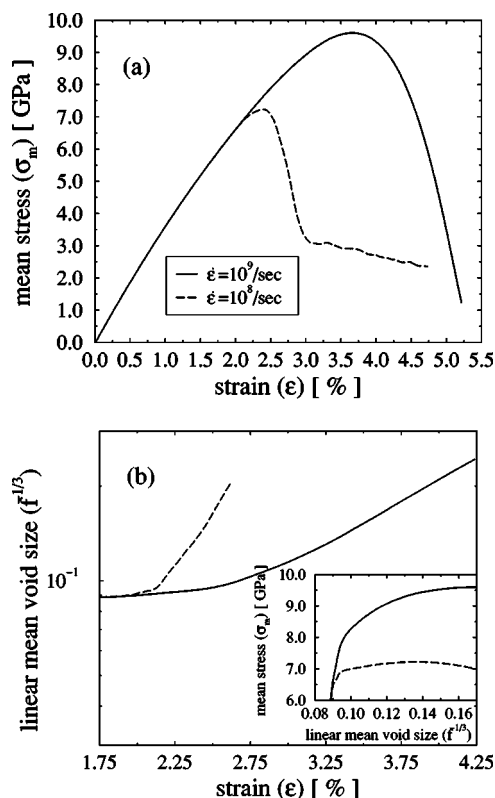 10.0
(a)
9.0
8.0
7.0
6.0
5.0
4.0
3.0
2.0
1.0
0.0
mean stress (σm) [ GPa]
ε̇=10⁹/sec
ε̇=10⁸/sec
0.0 0.5 1.0 1.5 2.0 2.5 3.0 3.5 4.0 4.5 5.0 5.5
strain (ε) [ % ]
(b)
linear mean void size (f̄^1/3)
10⁻¹
10.0
9.0
8.0
7.0
6.0
mean stress (σm) [ GPa]
0.08 0.10 0.12 0.14 0.16
linear mean void size (f̄^1/3)
1.75 2.25 2.75 3.25 3.75 4.25
strain (ε) [ % ]